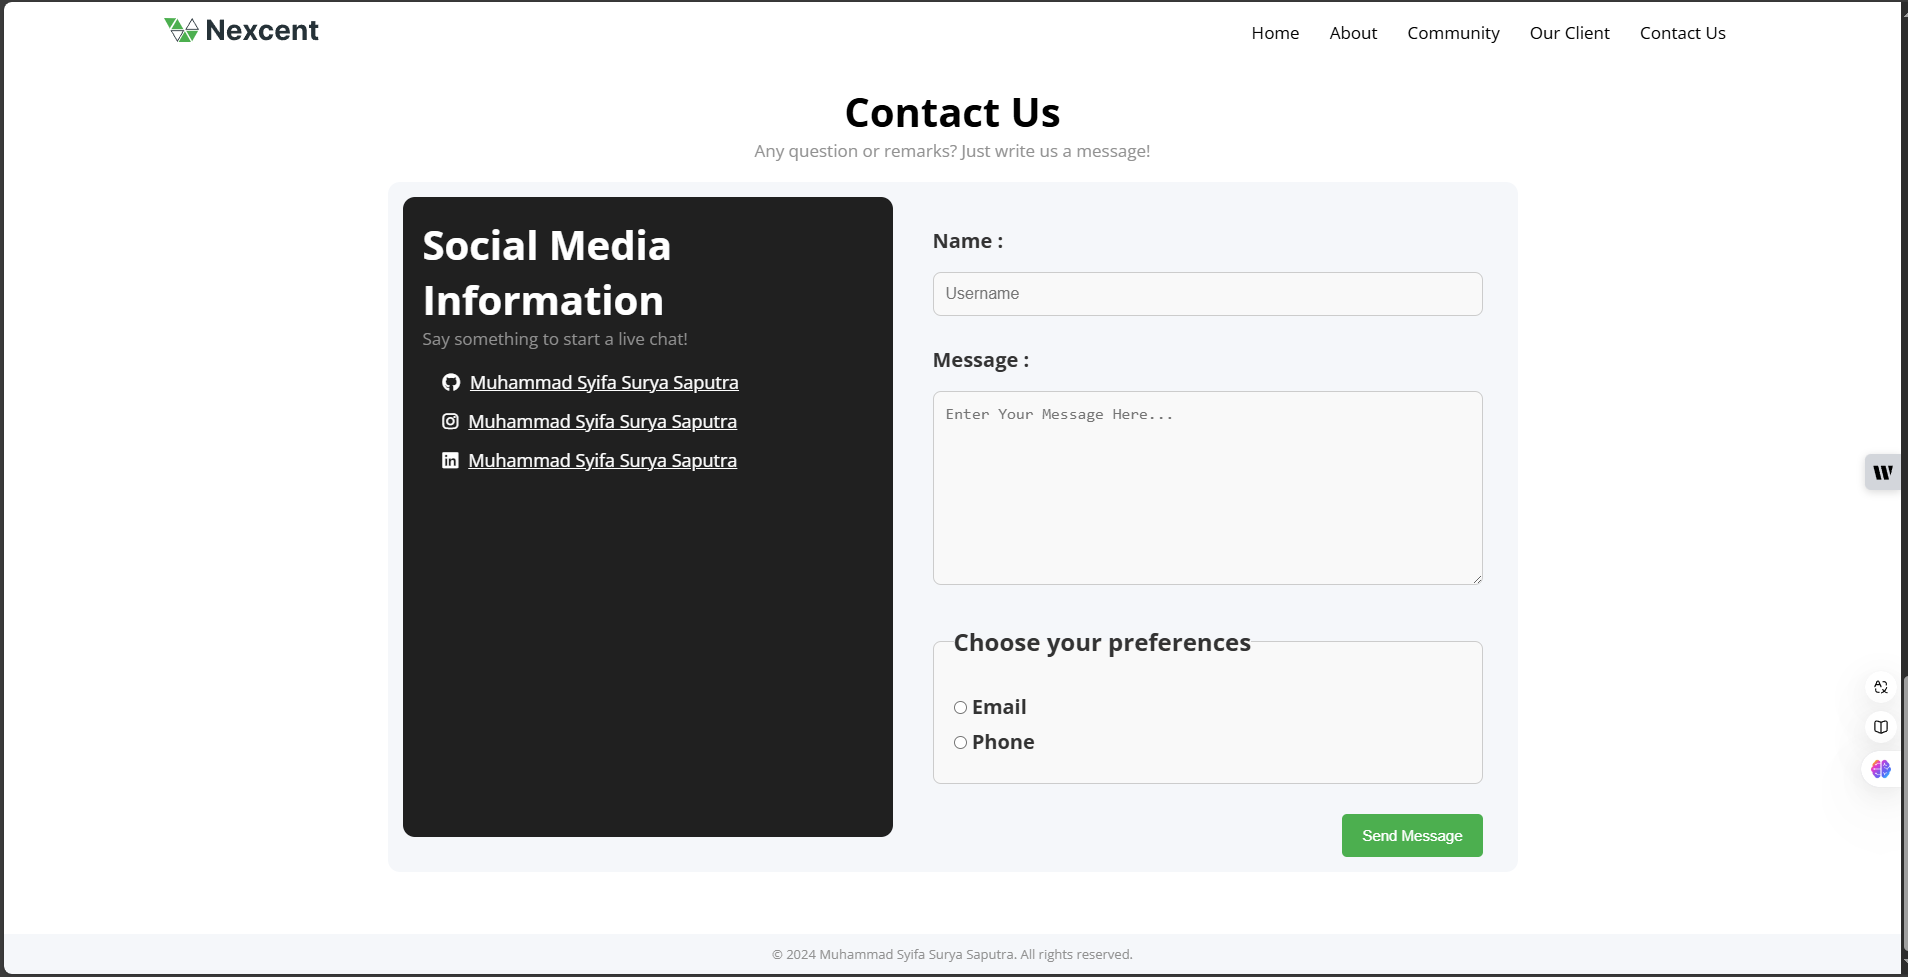 Nexcent
Home About Community Our Client Contact Us
Contact Us
Any question or remarks? Just write us a message!
Social Media
Information
Say something to start a live chat!
Muhammad Syifa Surya Saputra
Muhammad Syifa Surya Saputra
Muhammad Syifa Surya Saputra
Name :
Username
Message :
Enter Your Message Here...
Choose your preferences
Email
Phone
Send Message
© 2024 Muhammad Syifa Surya Saputra. All rights reserved.